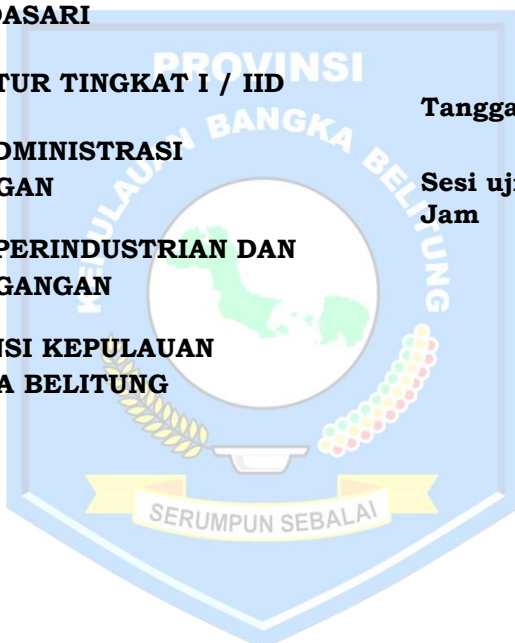 DASARI
TUR TINGKAT I / IID
DMINISTRASI
GAN
PERINDUSTRIAN DAN
GANGAN
NSI KEPULAUAN
A BELITUNG
Tangga
Sesi uj
Jam
PROVINSI
KEPULAUAN BANGKA BELITUNG
SERUMPUN SEBALAI